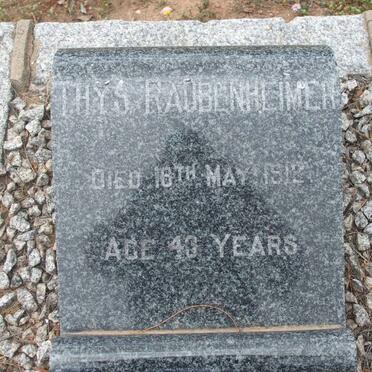 THYS RAUBENHEIMER
DIED 16TH MAY 1912
AGE 43 YEARS